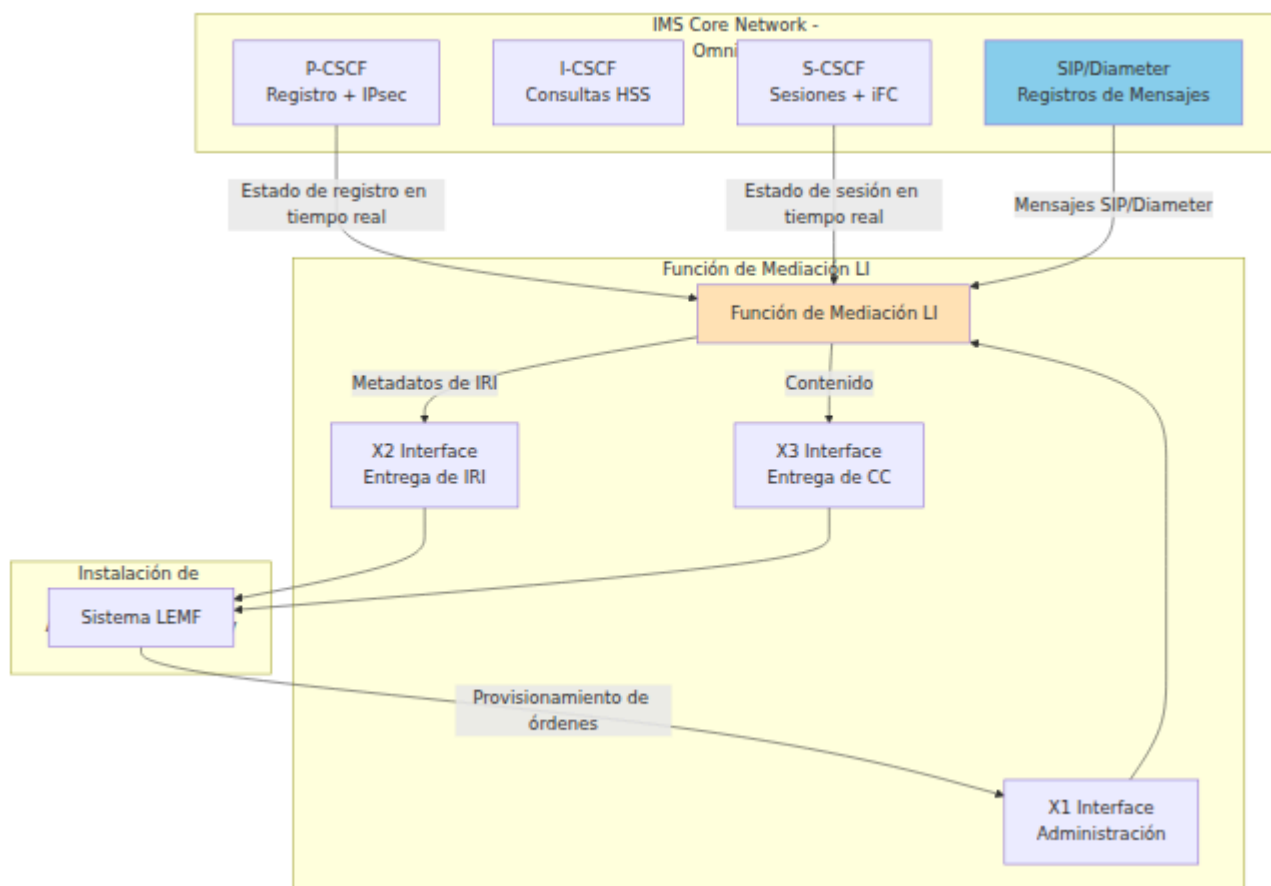 IMS Core Network -
Omni
P-CSCF
Registro + IPsec
I-CSCF
Consultas HSS
S-CSCF
Sesiones + iFC
SIP/Diameter
Registros de Mensajes
Estado de registro en
tiempo real
Estado de sesión en
tiempo real
Mensajes SIP/Diameter
Función de Mediación LI
Función de Mediación LI
Metadatos de IRI
Contenido
X2 Interface
Entrega de IRI
X3 Interface
Entrega de CC
Instalación de
Sistema LEMF
Provisionamiento de
órdenes
X1 Interface
Administración